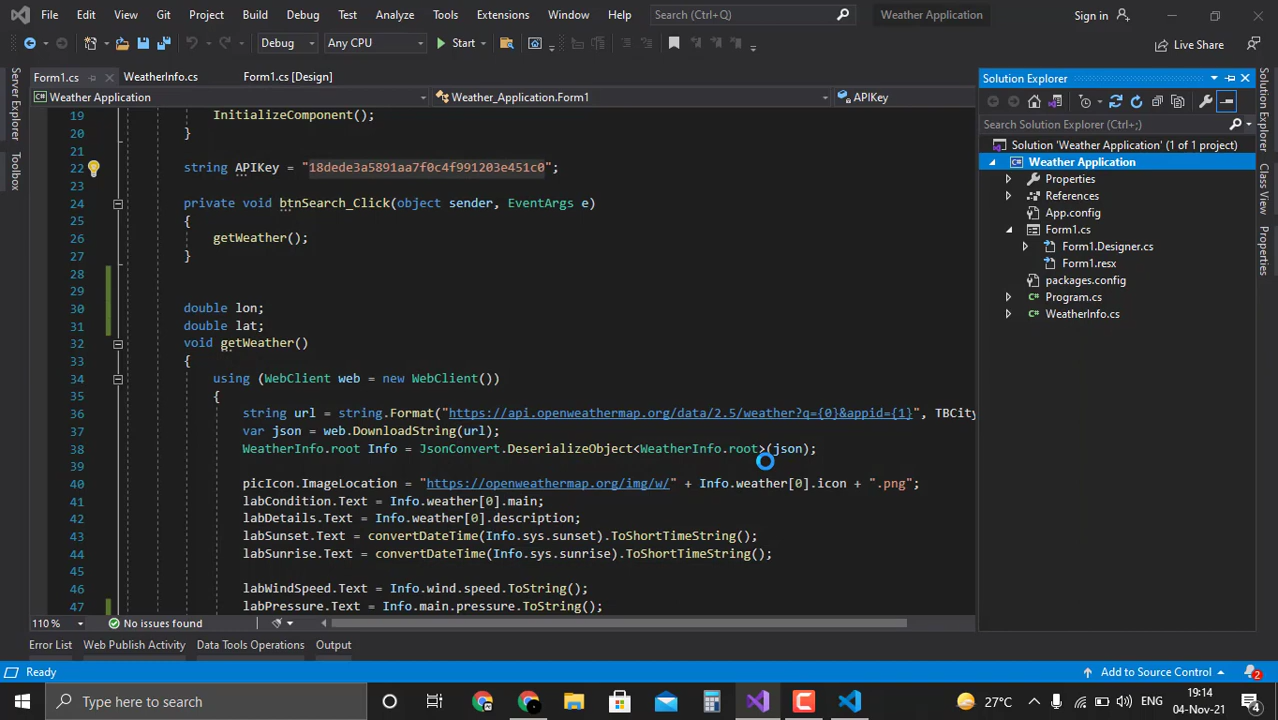 File Edit View Git Project Build Debug Test Analyze Tools Extensions Window Help Search (Ctrl+Q) Weather Application Sign in
Debug Any CPU Start Live Share
Server Explorer
Toolbox
Form1.cs WeatherInfo.cs Form1.cs [Design]
Weather Application Weather_Application.Form1 APIKey
19 InitializeComponent();
20 }
21
22 string APIKey = "18dede3a5891aa7f0c4f991203e451c0";
23
24 private void btnSearch_Click(object sender, EventArgs e)
25 {
26 getWeather();
27 }
28
29
30 double lon;
31 double lat;
32 void getWeather()
33 {
34 using (WebClient web = new WebClient())
35 {
36 string url = string.Format("https://api.openweathermap.org/data/2.5/weather?q={0}&appid={1}", TBCity
37 var json = web.DownloadString(url);
38 WeatherInfo.root Info = JsonConvert.DeserializeObject<WeatherInfo.root>(json);
39
40 picIcon.ImageLocation = "https://openweathermap.org/img/w/" + Info.weather[0].icon + ".png";
41 labCondition.Text = Info.weather[0].main;
42 labDetails.Text = Info.weather[0].description;
43 labSunset.Text = convertDateTime(Info.sys.sunset).ToShortTimeString();
44 labSunrise.Text = convertDateTime(Info.sys.sunrise).ToShortTimeString();
45
46 labWindSpeed.Text = Info.wind.speed.ToString();
47 labPressure.Text = Info.main.pressure.ToString();
110 % No issues found
Solution Explorer
Search Solution Explorer (Ctrl+;)
Solution 'Weather Application' (1 of 1 project)
Weather Application
Properties
References
App.config
Form1.cs
Form1.Designer.cs
Form1.resx
packages.config
Program.cs
WeatherInfo.cs
Solution Explorer
Class View
Properties
Error List Web Publish Activity Data Tools Operations Output
Ready Add to Source Control 2
Type here to search 27°C ENG 19:14
04-Nov-21 4